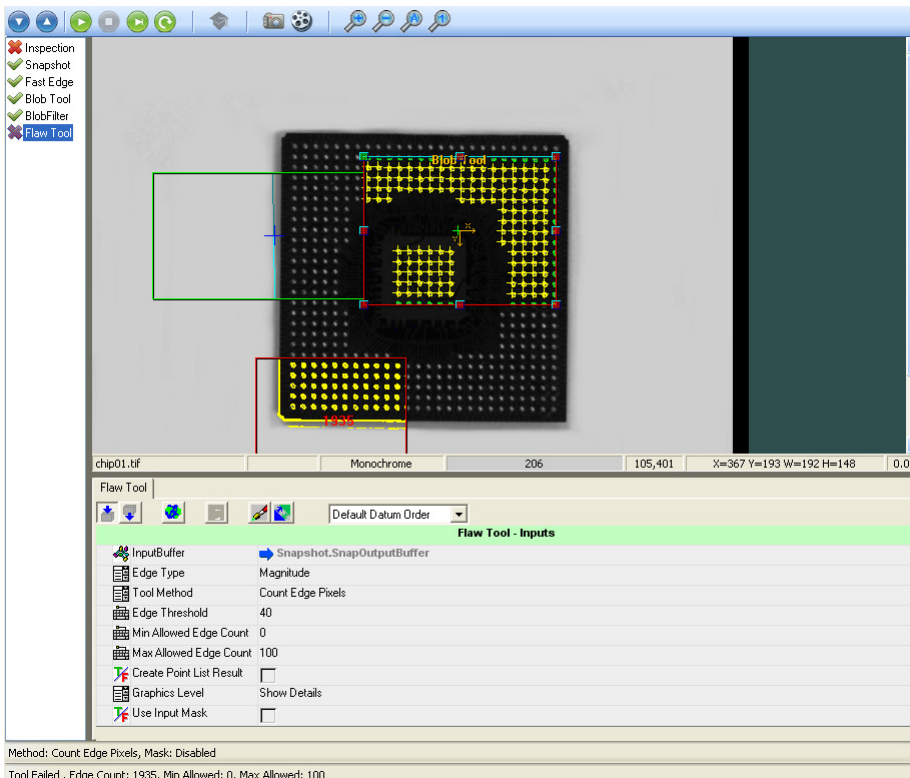 Inspection
Snapshot
Fast Edge
Blob Tool
BlobFilter
Flaw Tool
Blob Tool
X
Y
1935
chip01.tif Monochrome 206 105,401 X=367 Y=193 W=192 H=148 0.0
Flaw Tool
Default Datum Order
Flaw Tool - Inputs
InputBuffer Snapshot.SnapOutputBuffer
Edge Type Magnitude
Tool Method Count Edge Pixels
Edge Threshold 40
Min Allowed Edge Count 0
Max Allowed Edge Count 100
Create Point List Result
Graphics Level Show Details
Use Input Mask
Method: Count Edge Pixels, Mask: Disabled
Tool Failed , Edge Count: 1935, Min Allowed: 0, Max Allowed: 100